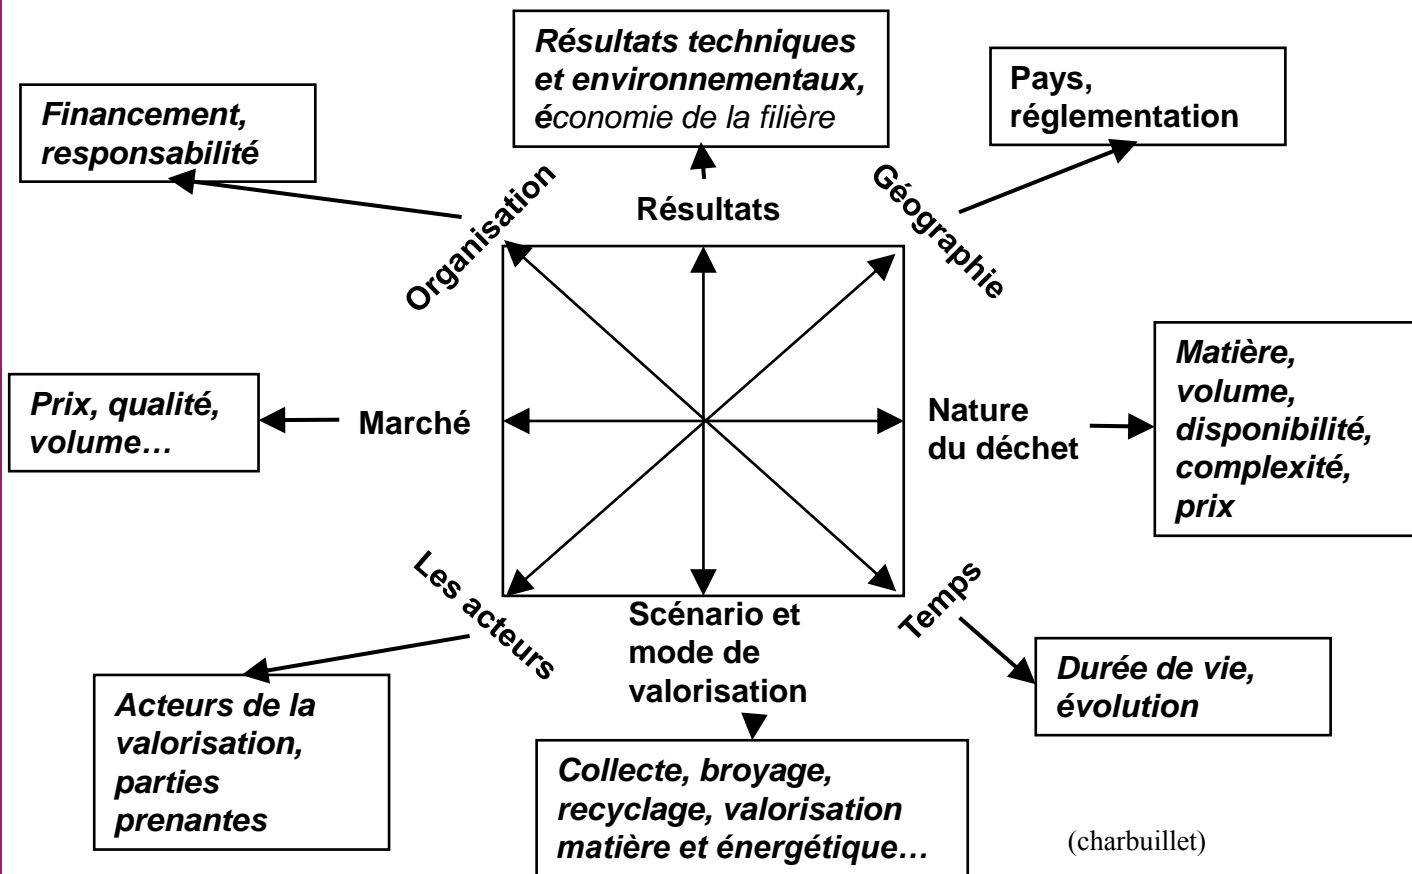 Résultats techniques
et environnementaux,
économie de la filière
Pays,
réglementation
Financement,
responsabilité
Organisation
Résultats
Géographie
Prix, qualité,
volume…
Marché
Nature
du déchet
Matière,
volume,
disponibilité,
complexité,
prix
Les acteurs
Scénario et
mode de
valorisation
Temps
Durée de vie,
évolution
Acteurs de la
valorisation,
parties
prenantes
Collecte, broyage,
recyclage, valorisation
matière et énergétique…
(charbuillet)